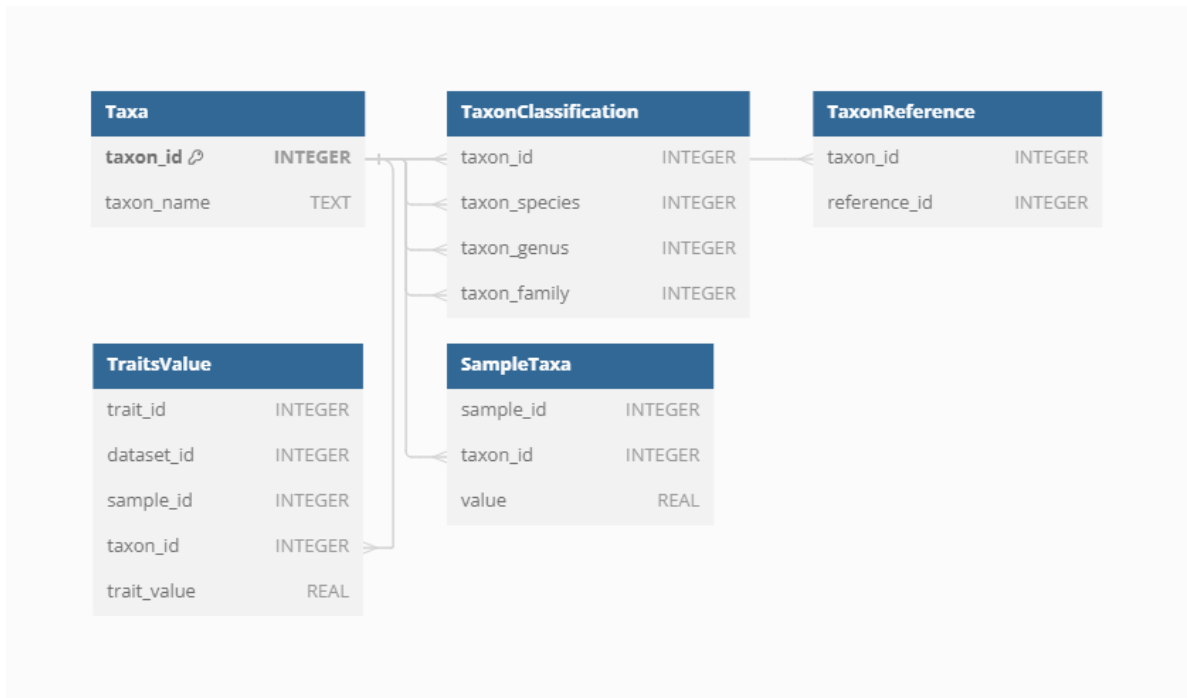 Taxa
taxon_id INTEGER
taxon_name TEXT
TaxonClassification
taxon_id INTEGER
taxon_species INTEGER
taxon_genus INTEGER
taxon_family INTEGER
TaxonReference
taxon_id INTEGER
reference_id INTEGER
TraitsValue
trait_id INTEGER
dataset_id INTEGER
sample_id INTEGER
taxon_id INTEGER
trait_value REAL
SampleTaxa
sample_id INTEGER
taxon_id INTEGER
value REAL